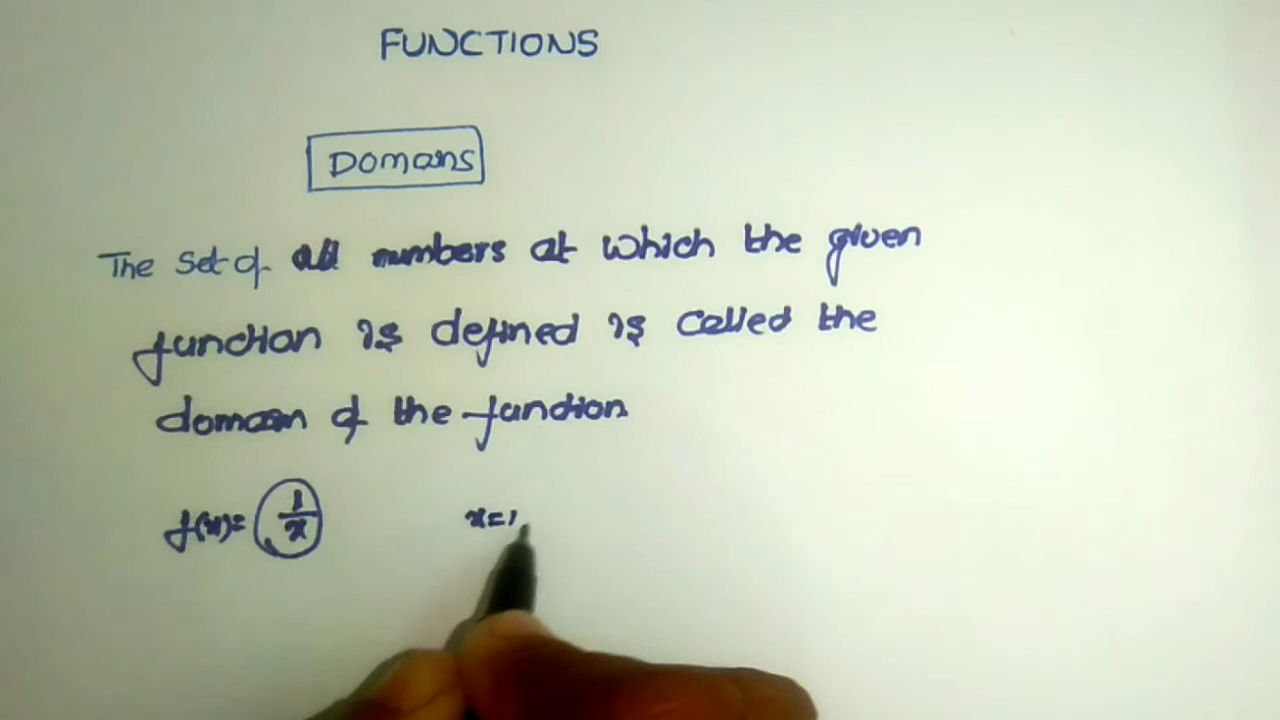 FUNCTIONS
Domans
The Set of all numbers at which the given
function is defined is called the
domain of the function
f(x)= 1/x x=1